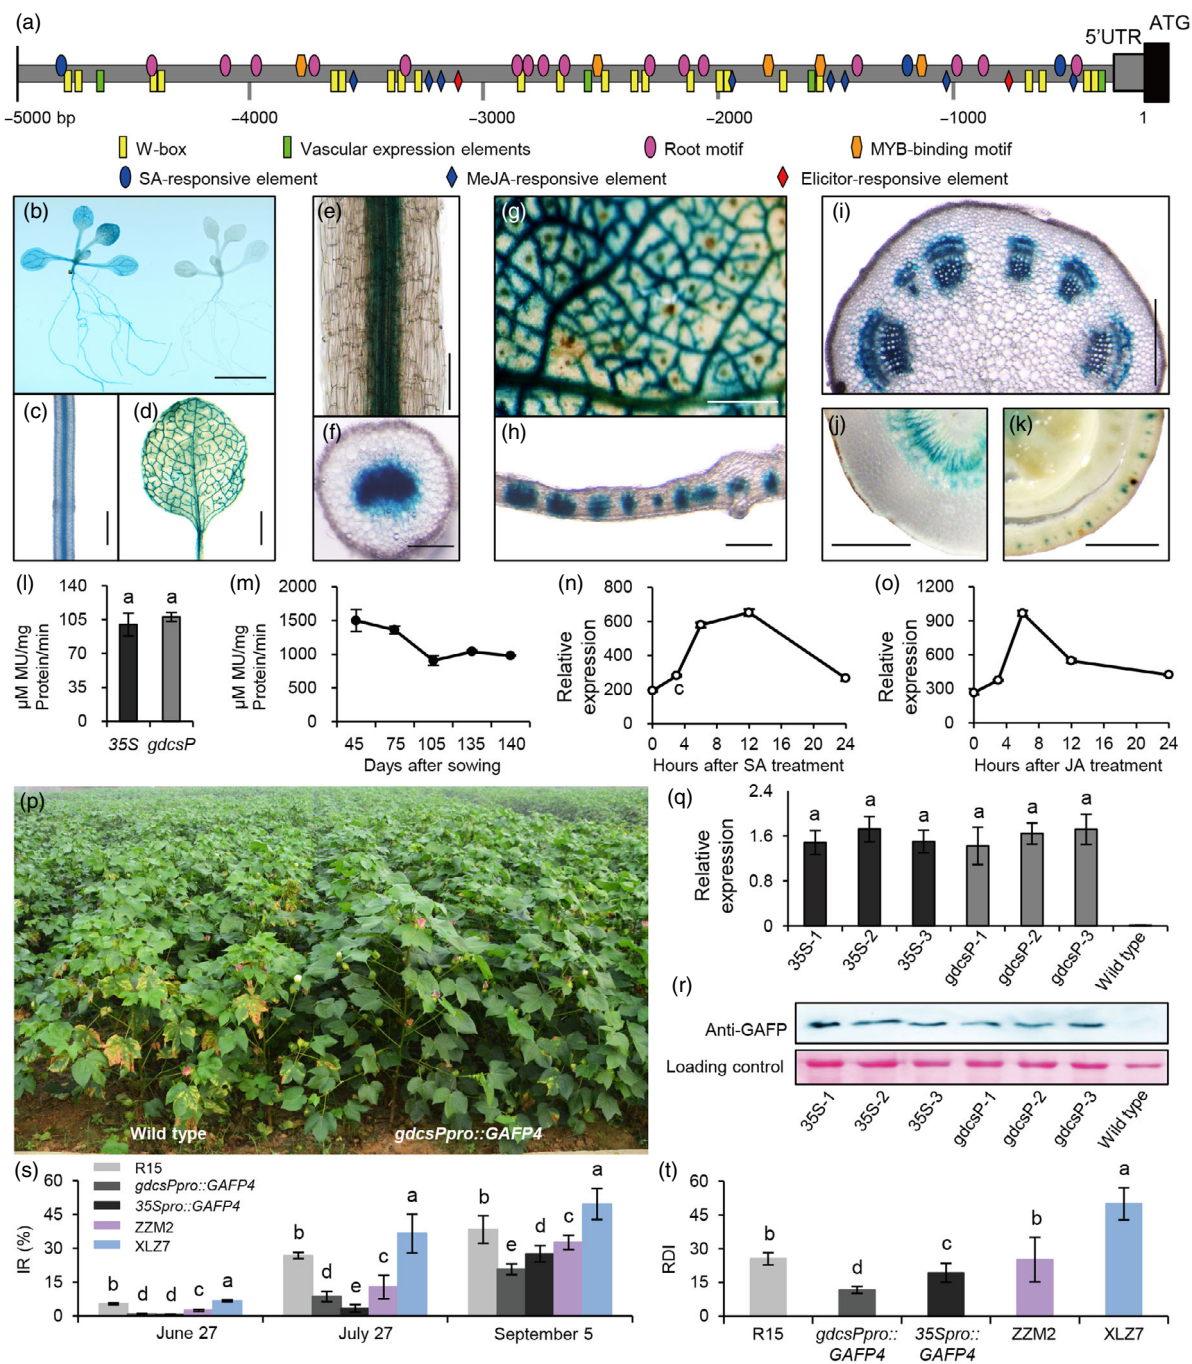 (a)
ATG
5'UTR
−5000 bp −4000 −3000 −2000 −1000 1
W-box Vascular expression elements Root motif MYB-binding motif
SA-responsive element MeJA-responsive element Elicitor-responsive element
(b) (e) (g) (i)
(c) (d) (f) (h) (j) (k)
(l) (m) (n) (o)
µM MU/mg
Protein/min
140
105
70
35
0
a a
35S gdcsP
µM MU/mg
Protein/min
2000
1500
1000
500
0
45 75 105 135 140
Days after sowing
Relative
expression
800
600
400
200
0
c
0 4 8 12 16 20 24
Hours after SA treatment
Relative
expression
1200
900
600
300
0
0 4 8 12 16 20 24
Hours after JA treatment
(p)
Wild type gdcsPpro::GAFP4
(q)
Relative
expression
2.4
1.6
0.8
0
a a a a a a
35S-1 35S-2 35S-3 gdcsP-1 gdcsP-2 gdcsP-3 Wild type
(r)
Anti-GAFP
Loading control
35S-1 35S-2 35S-3 gdcsP-1 gdcsP-2 gdcsP-3 Wild type
(s)
IR (%)
60
45
30
15
0
R15
gdcsPpro::GAFP4
35Spro::GAFP4
ZZM2
XLZ7
b d d c a
b d e c a
b e d c a
June 27 July 27 September 5
(t)
RDI
60
45
30
15
0
b d c b a
R15 gdcsPpro:: 35Spro:: ZZM2 XLZ7
GAFP4 GAFP4